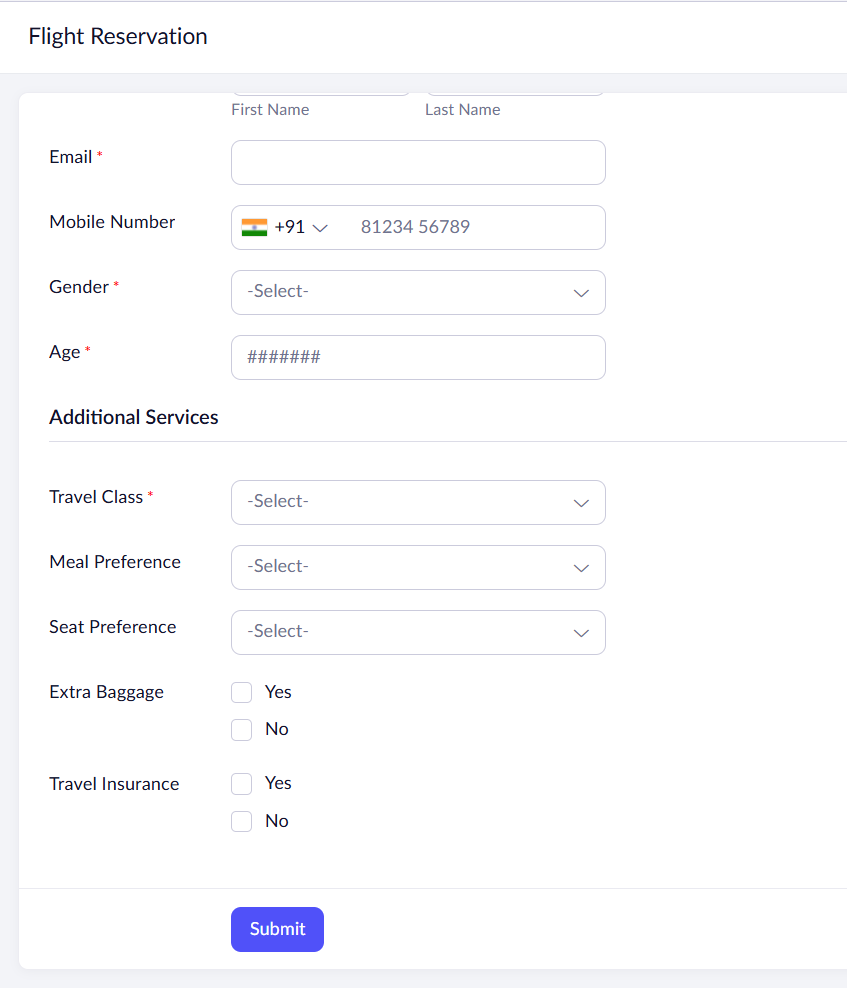 Flight Reservation
First Name Last Name
Email *
Mobile Number +91 81234 56789
Gender * -Select-
Age * #######
Additional Services
Travel Class * -Select-
Meal Preference -Select-
Seat Preference -Select-
Extra Baggage Yes
No
Travel Insurance Yes
No
Submit